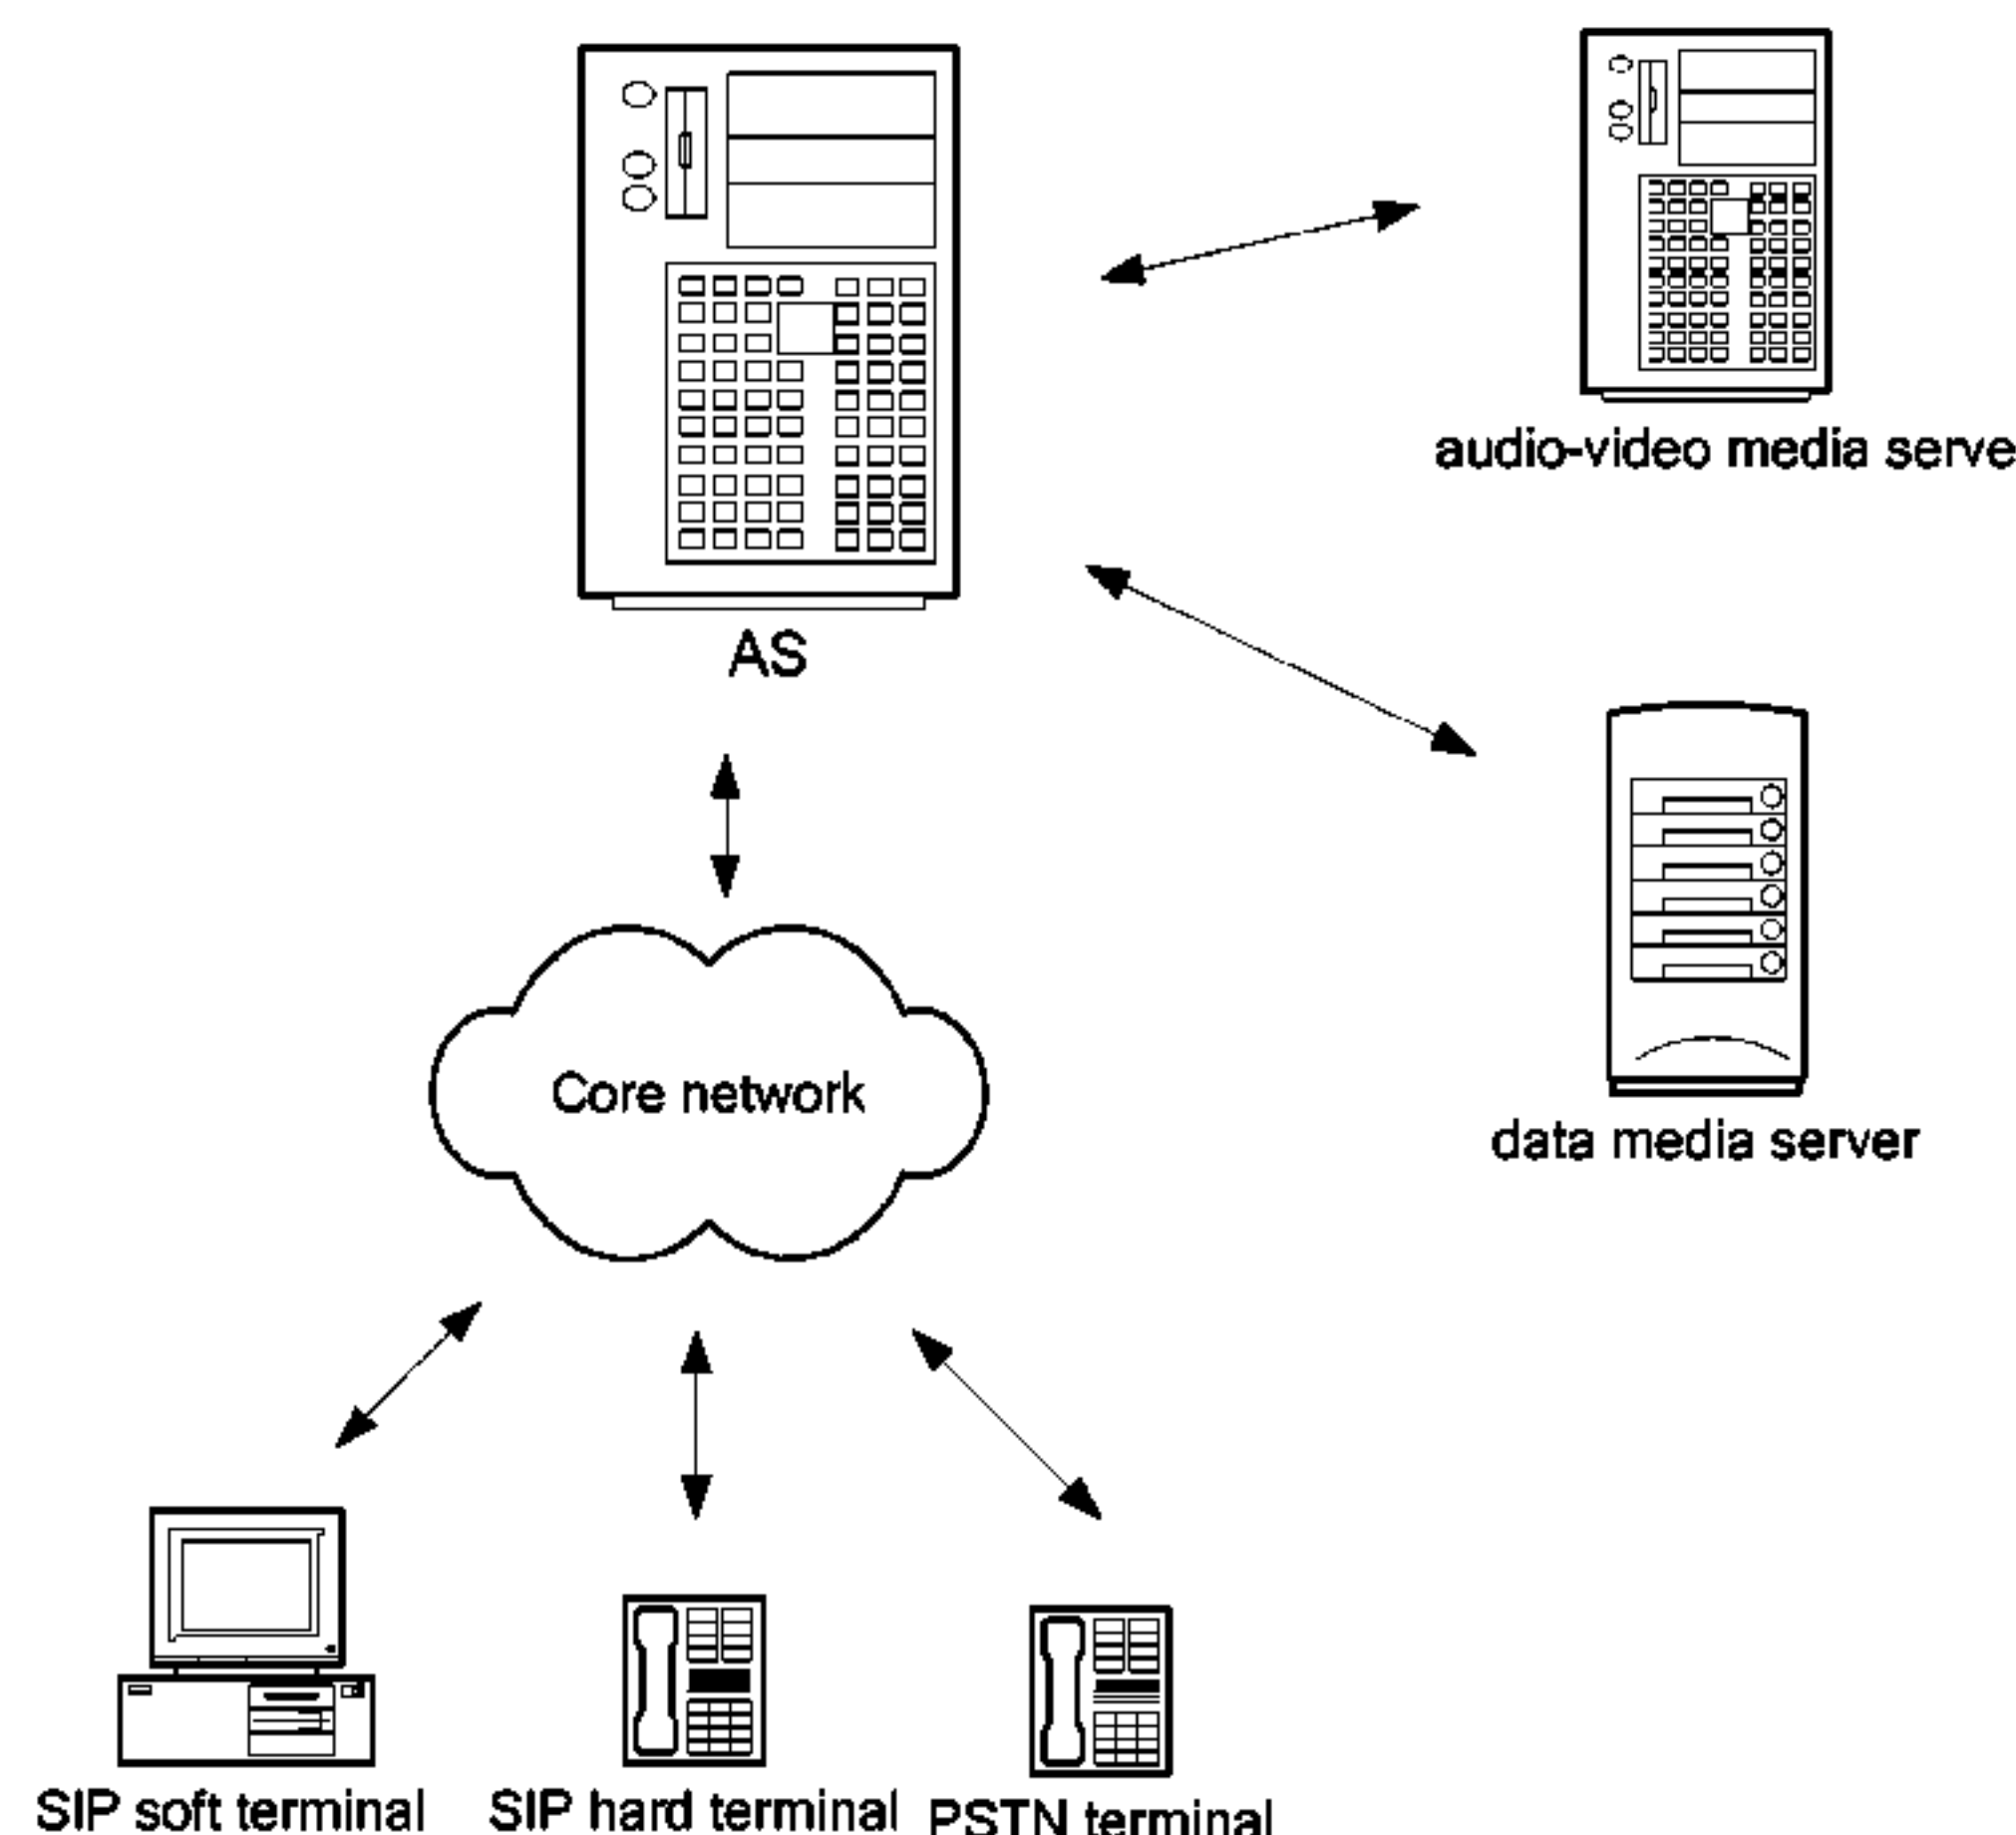 audio-video media serve
AS
Core network
data media server
SIP soft terminal
SIP hard terminal
PSTN terminal